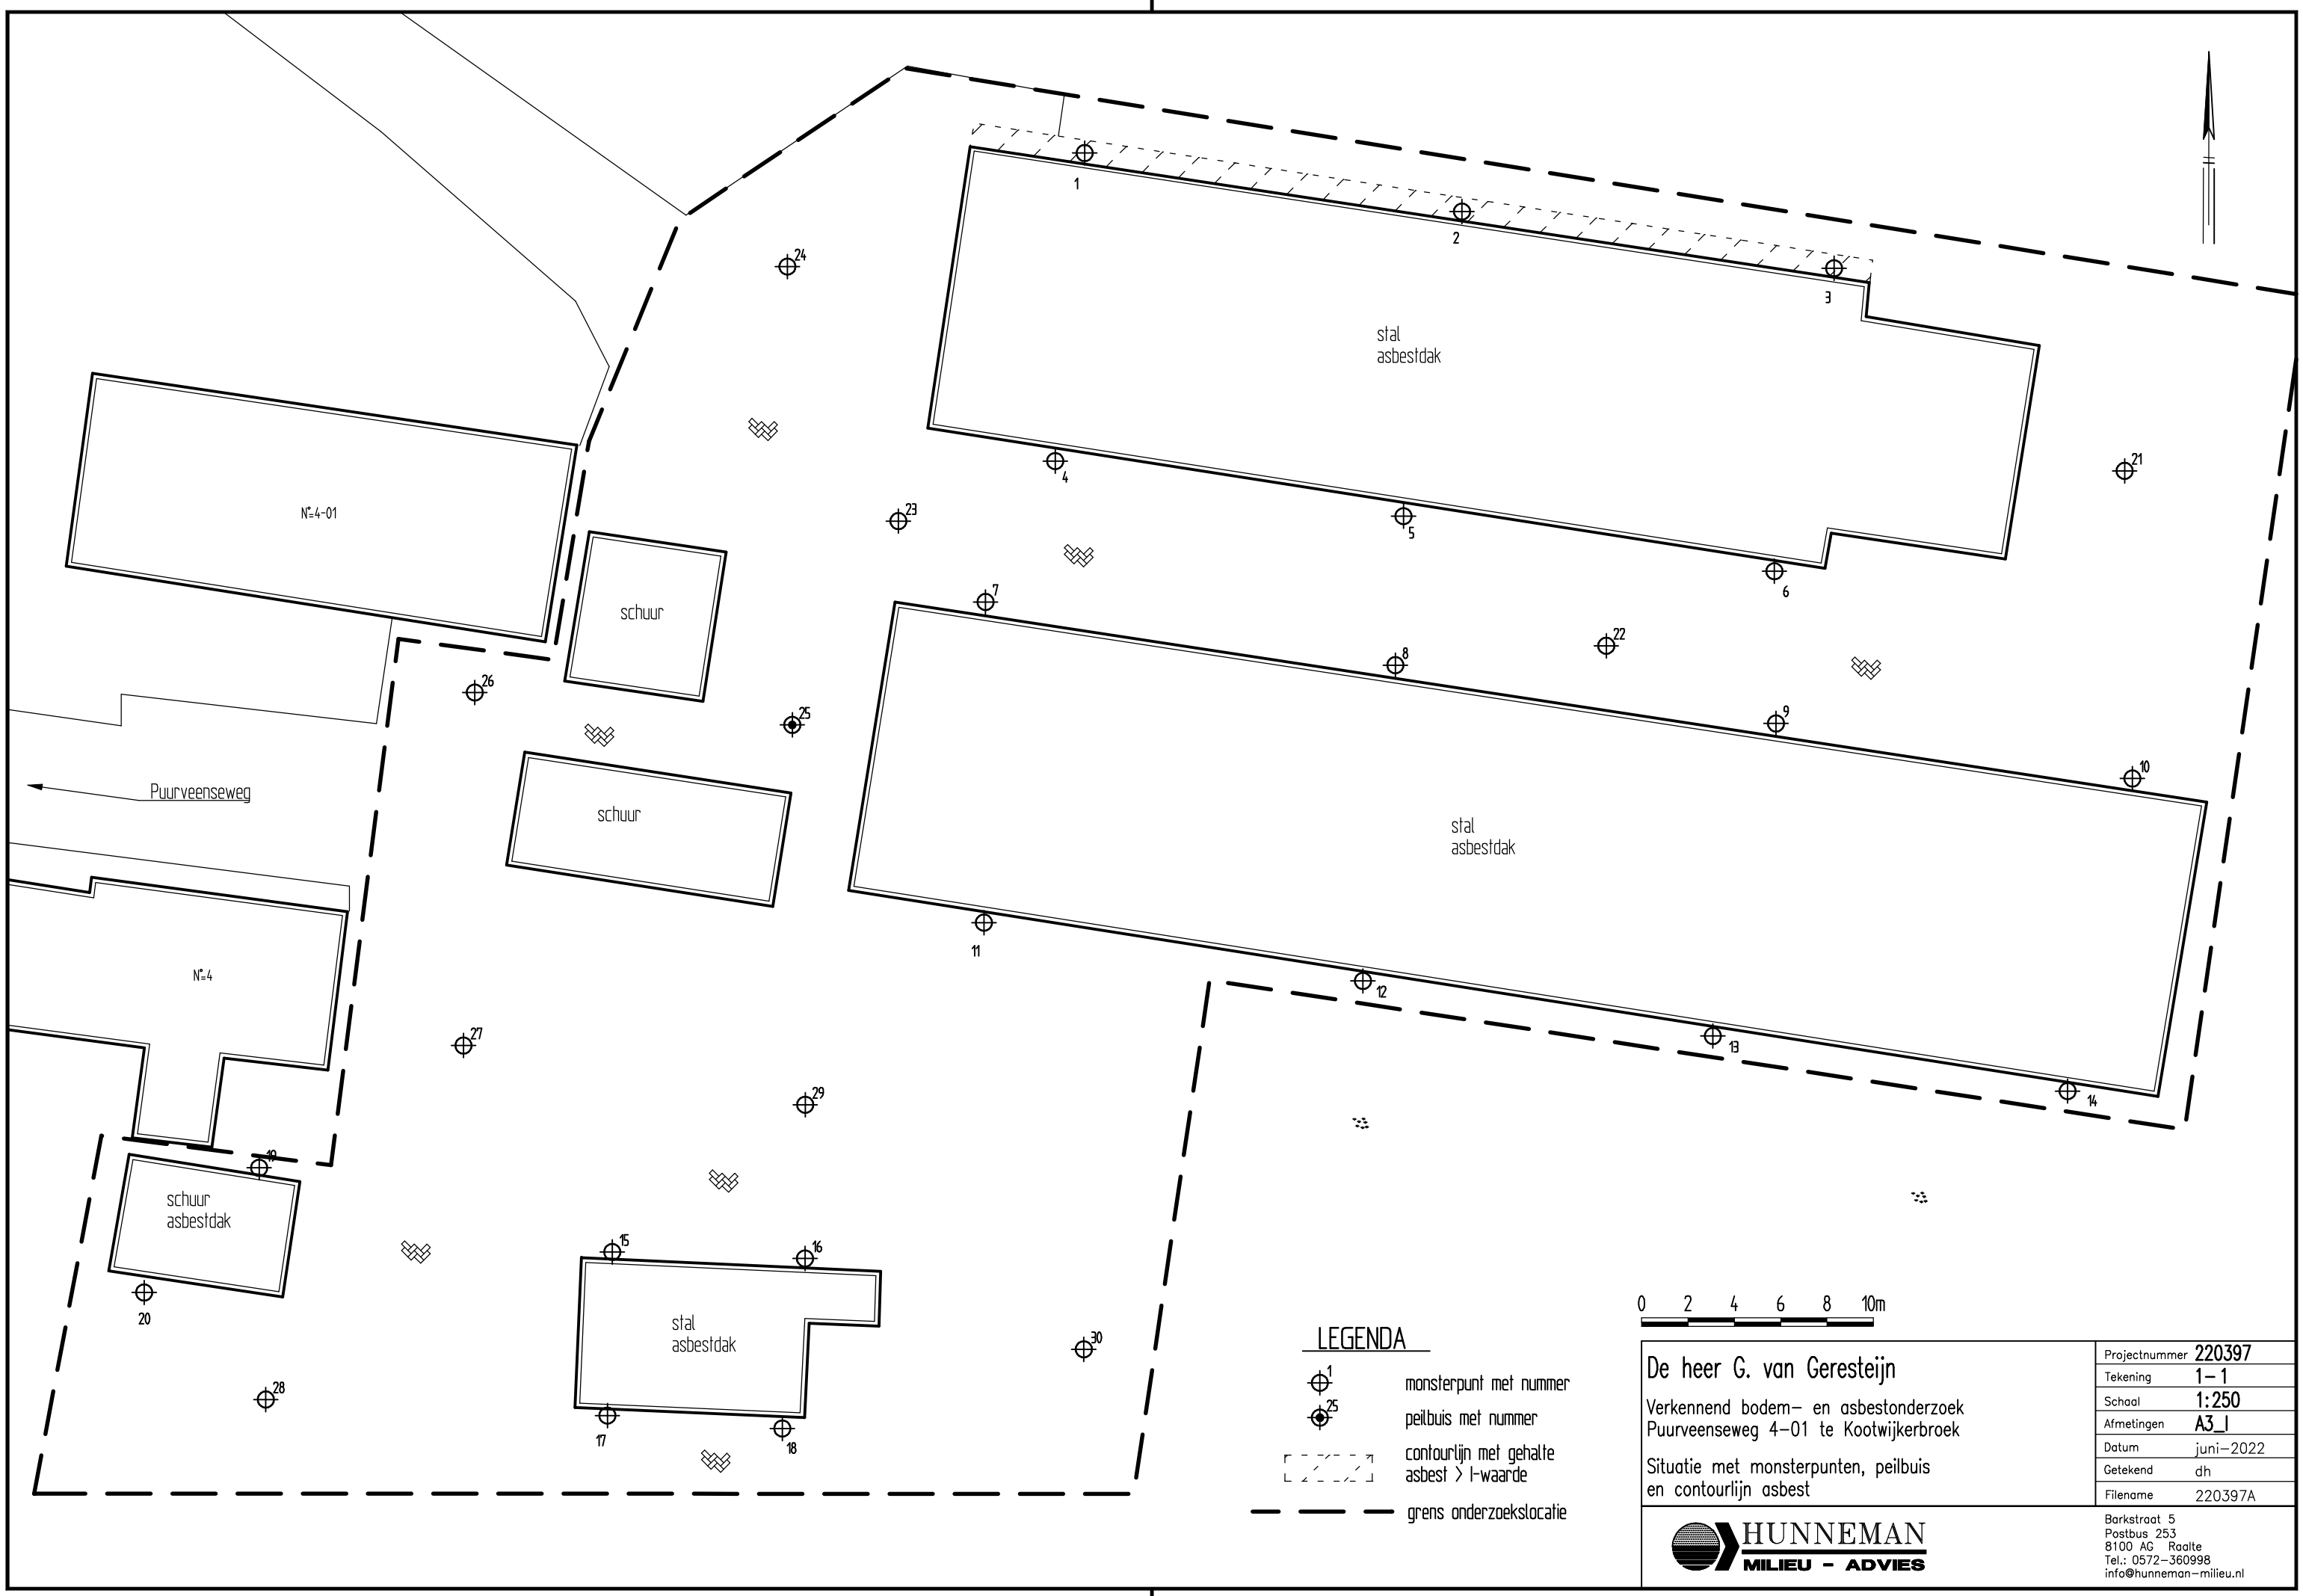 1
2
3
24
stal
asbestdak
4
5
6
21
23
N°=4-01
schuur
7
8
22
9
10
26
25
Puurveenseweg
schuur
stal
asbestdak
11
12
13
14
N°=4
27
29
19
schuur
asbestdak
20
15
16
stal
asbestdak
17
18
28
30
LEGENDA
1
monsterpunt met nummer
25
peilbuis met nummer
contourlijn met gehalte
asbest > I-waarde
grens onderzoekslocatie
0 2 4 6 8 10m
De heer G. van Geresteijn
Verkennend bodem- en asbestonderzoek
Puurveenseweg 4-01 te Kootwijkerbroek
Situatie met monsterpunten, peilbuis
en contourlijn asbest
Projectnummer 220397
Tekening 1-1
Schaal 1:250
Afmetingen A3_l
Datum juni-2022
Getekend dh
Filename 220397A
HUNNEMAN
MILIEU - ADVIES
Barkstraat 5
Postbus 253
8100 AG Raalte
Tel.: 0572-360998
info@hunneman-milieu.nl